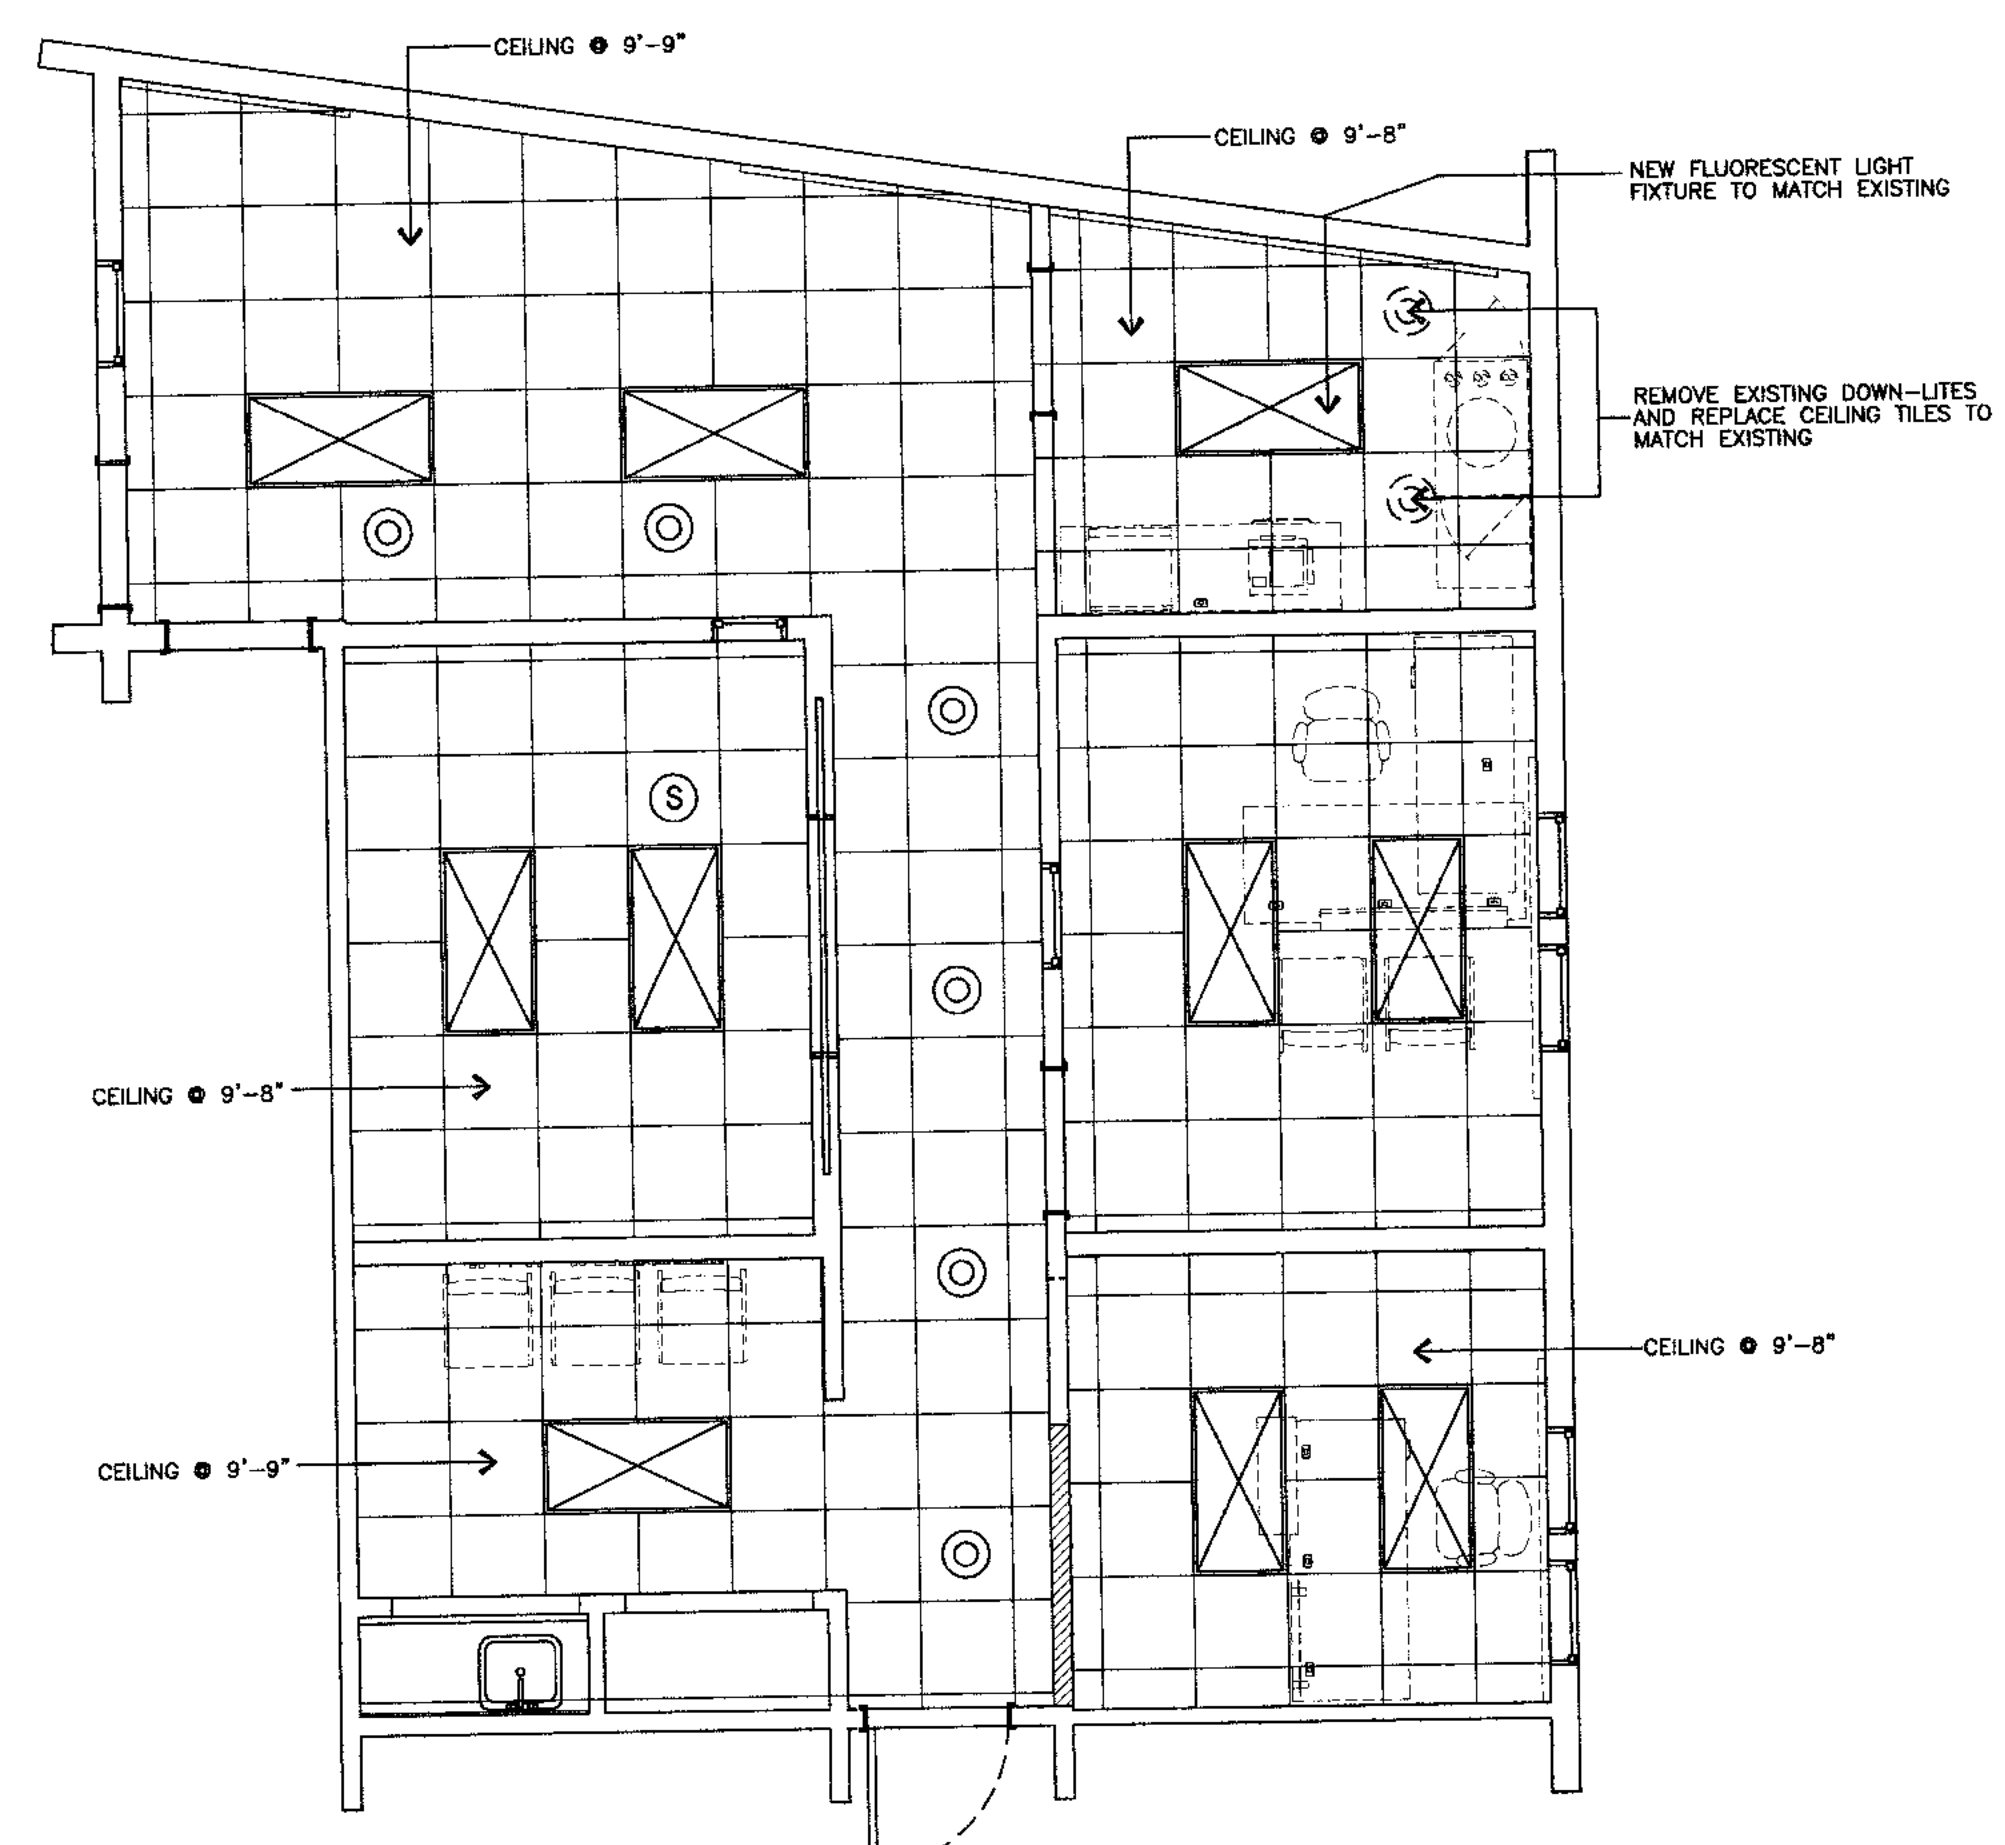 CEILING @ 9'-9"
CEILING @ 9'-8"
NEW FLUORESCENT LIGHT
FIXTURE TO MATCH EXISTING
REMOVE EXISTING DOWN-LITES
AND REPLACE CEILING TILES TO
MATCH EXISTING
S
CEILING @ 9'-8"
CEILING @ 9'-8"
CEILING @ 9'-9"